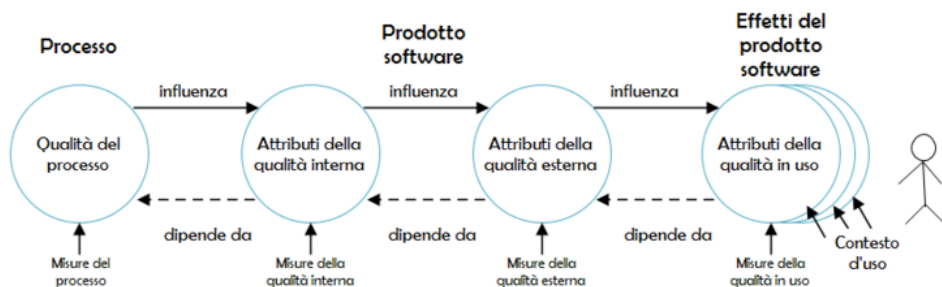 Processo
Prodotto
software
Effetti del
prodotto
software
influenza
influenza
influenza
Qualità del
processo
Attributi della
qualità interna
Attributi della
qualità esterna
Attributi della
qualità in uso
dipende da
dipende da
dipende da
Contesto
d'uso
Misure del
processo
Misure della
qualità interna
Misure della
qualità esterna
Misure della
qualità in uso